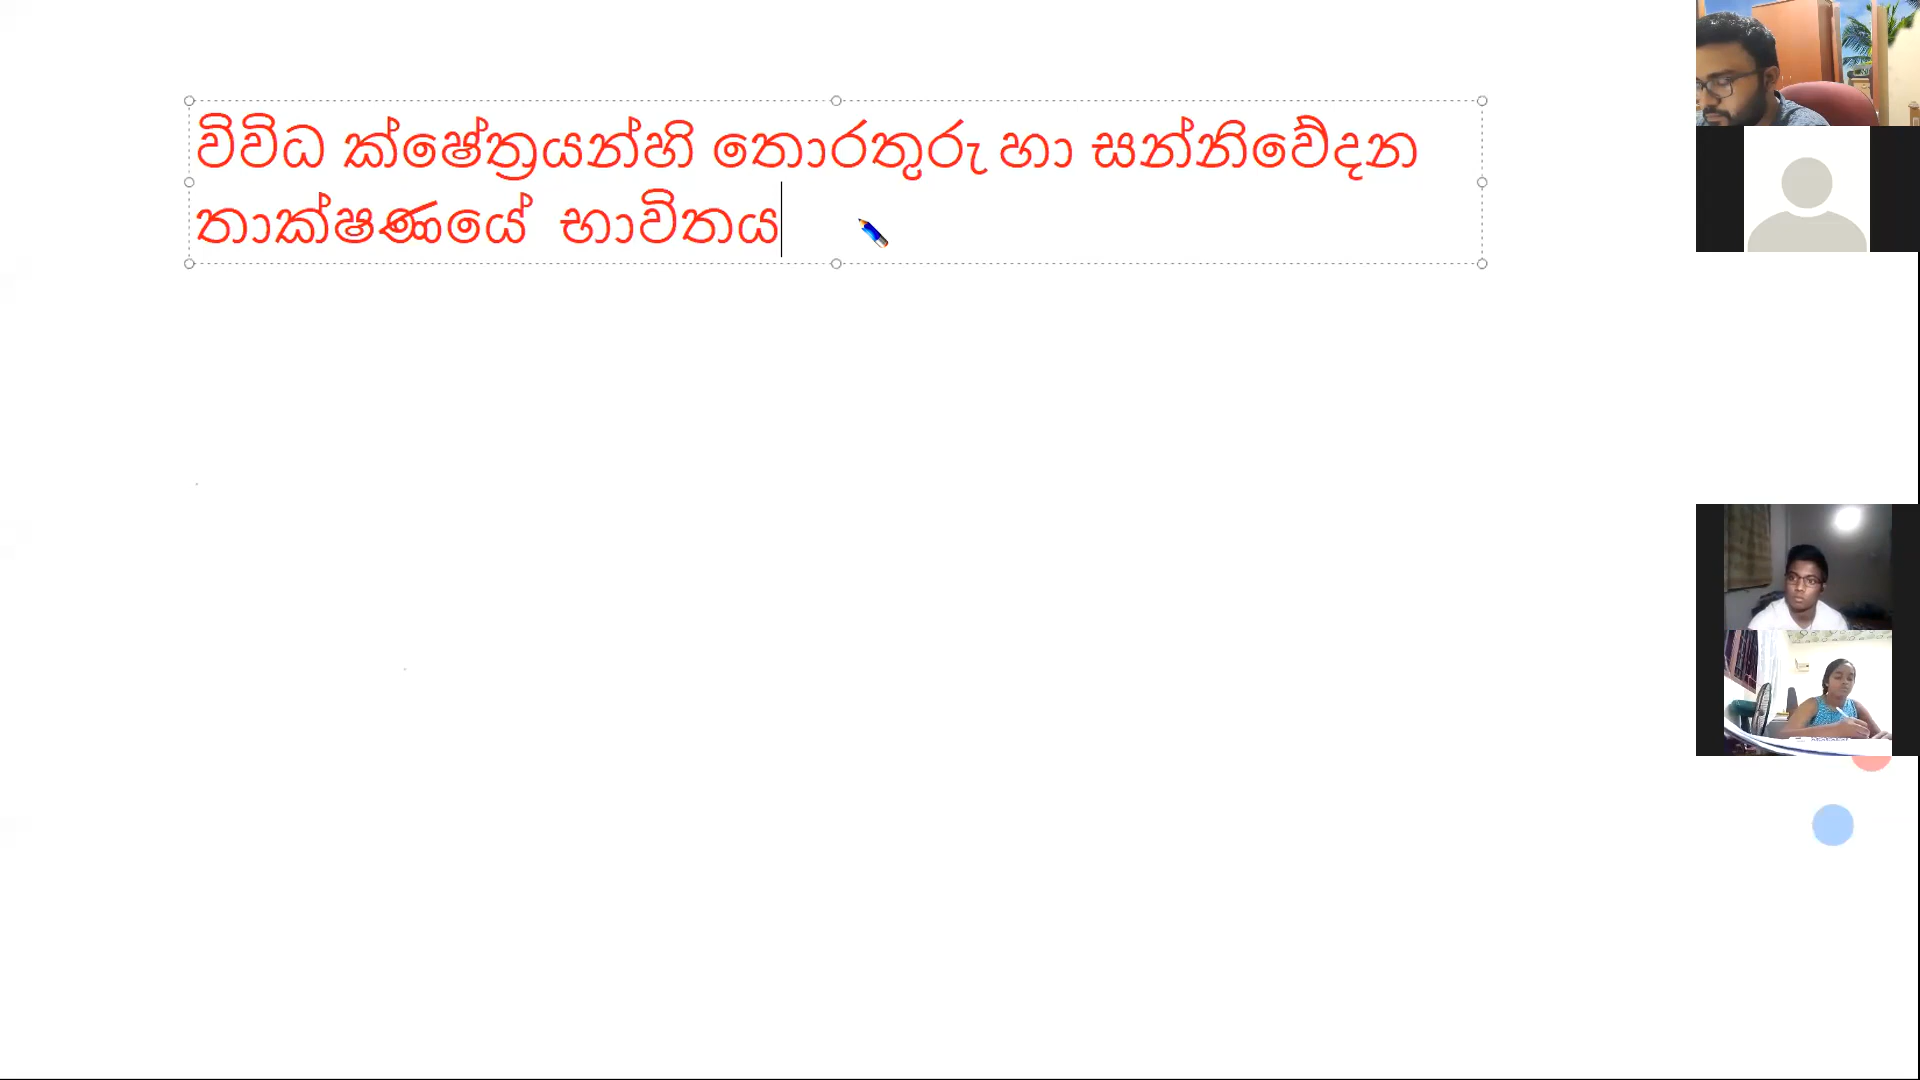 විවිධ ක්ෂේත්‍රයන්හි තොරතුරු හා සන්නිවේදන
තාක්ෂණයේ  භාවිතය